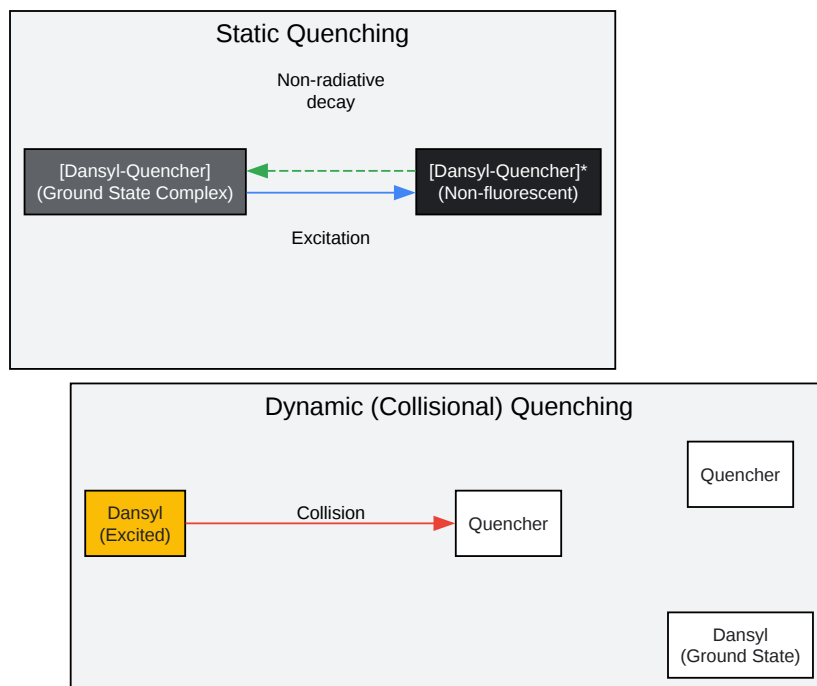 Static Quenching
Non-radiative
decay
[Dansyl-Quencher]
(Ground State Complex)
[Dansyl-Quencher]*
(Non-fluorescent)
Excitation
Dynamic (Collisional) Quenching
Quencher
Dansyl
(Excited)
Collision
Quencher
Dansyl
(Ground State)